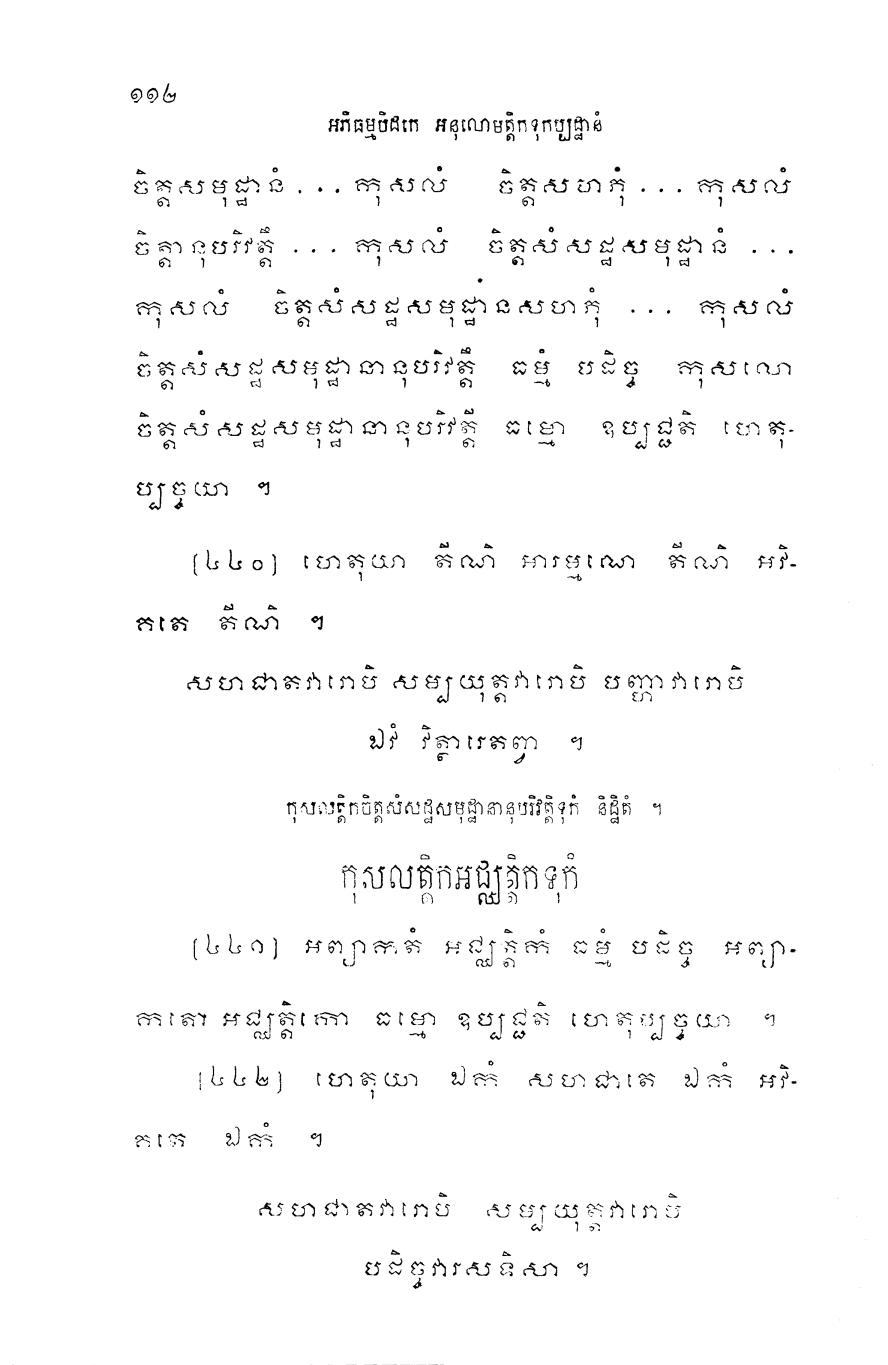 ១១២
អភិធម្មបិដកេ អនុលោមត្តិកទុកប្បដ្ឋានំ
ចិត្តសមុដ្ឋានំ ... កុសលំ ចិត្តសហភុំ ... កុសលំ
ចិត្តានុបរិវត្តឹ ... កុសលំ ចិត្តសំសដ្ឋសមុដ្ឋានំ ...
កុសលំ ចិត្តសំសដ្ឋសមុដ្ឋានសហភុំ ... កុសលំ
ចិត្តសំសដ្ឋសមុដ្ឋានានុបរិវត្តឹ ធម្មំ បដិច្ច កុសលោ
ចិត្តសំសដ្ឋសមុដ្ឋានានុបរិវត្តី ធម្មោ ឧប្បជ្ជតិ ហេតុ-
ប្បច្ចយា ។
[៤៤០] ហេតុយា តីណិ អារម្មណេ តីណិ អវិ-
គតេ តីណិ ។
សហជាតវារោបិ សម្បយុត្តវារោបិ បញ្ហាវារោបិ
ឯវំ វិត្ថារេតព្វា ។
កុសលត្តិកចិត្តសំសដ្ឋសមុដ្ឋានានុបរិវត្តិទុកំ និដ្ឋិតំ ។
កុសលត្តិកអជ្ឈត្តិកទុកំ
[៤៤១] អព្យាកតំ អជ្ឈត្តិកំ ធម្មំ បដិច្ច អព្យា-
កតោ អជ្ឈត្តិកោ ធម្មោ ឧប្បជ្ជតិ ហេតុប្បច្ចយា ។
[៤៤២] ហេតុយា ឯកំ សហជាតេ ឯកំ អវិ-
គតេ ឯកំ ។
សហជាតវារោបិ សម្បយុត្តវារោបិ
បដិច្ចវារសទិសា ។